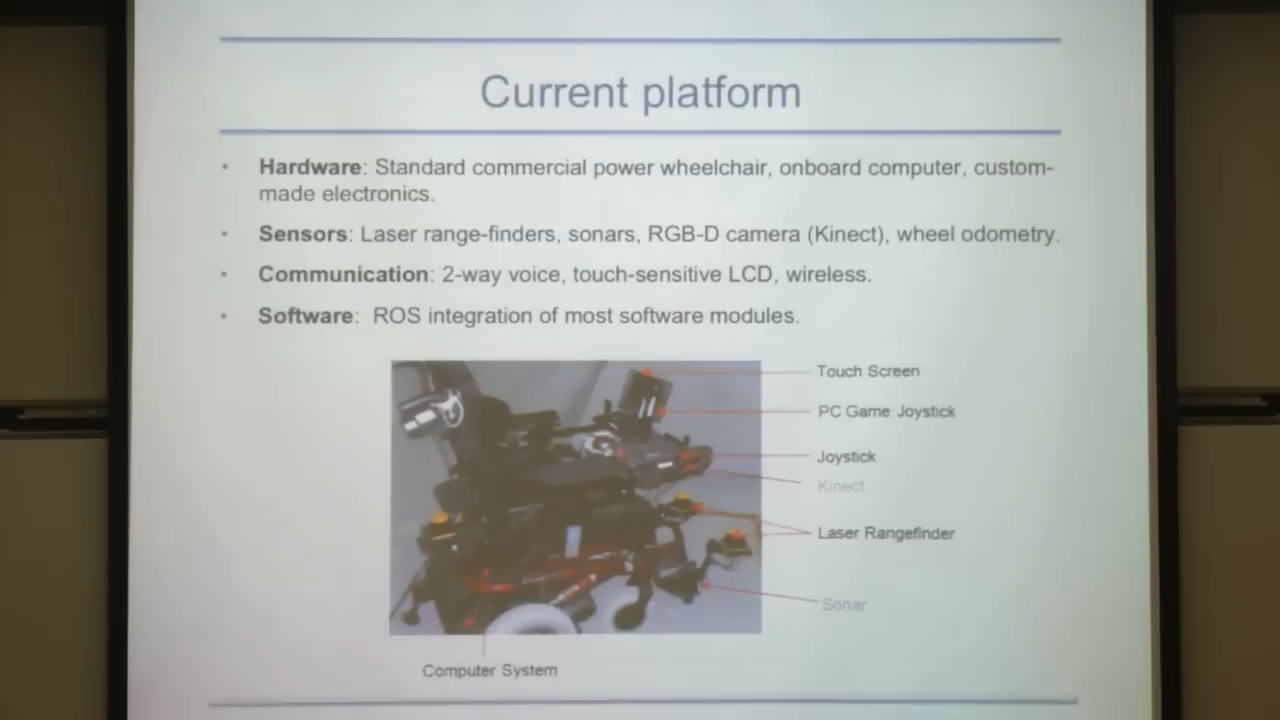 Current platform
• Hardware: Standard commercial power wheelchair, onboard computer, custom-
made electronics.
• Sensors: Laser range-finders, sonars, RGB-D camera (Kinect), wheel odometry.
• Communication: 2-way voice, touch-sensitive LCD, wireless.
• Software: ROS integration of most software modules.
Touch Screen
PC Game Joystick
Joystick
Kinect
Laser Rangefinder
Sonar
Computer System